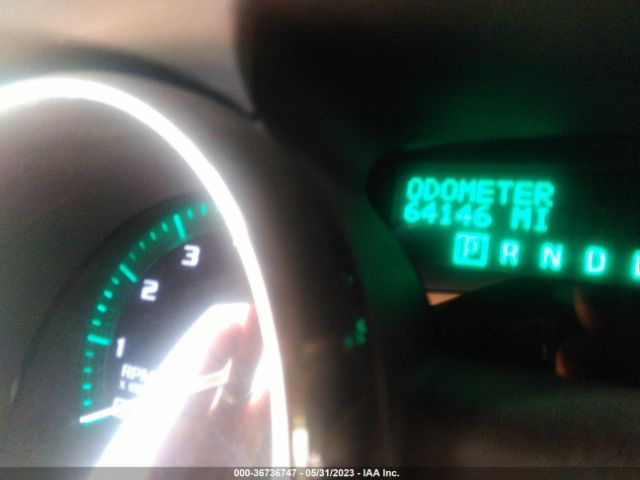 ODOMETER
64146 MI
P R N D L
3
2
1
RPM
000-36736747 - 05/31/2023 - IAA Inc.